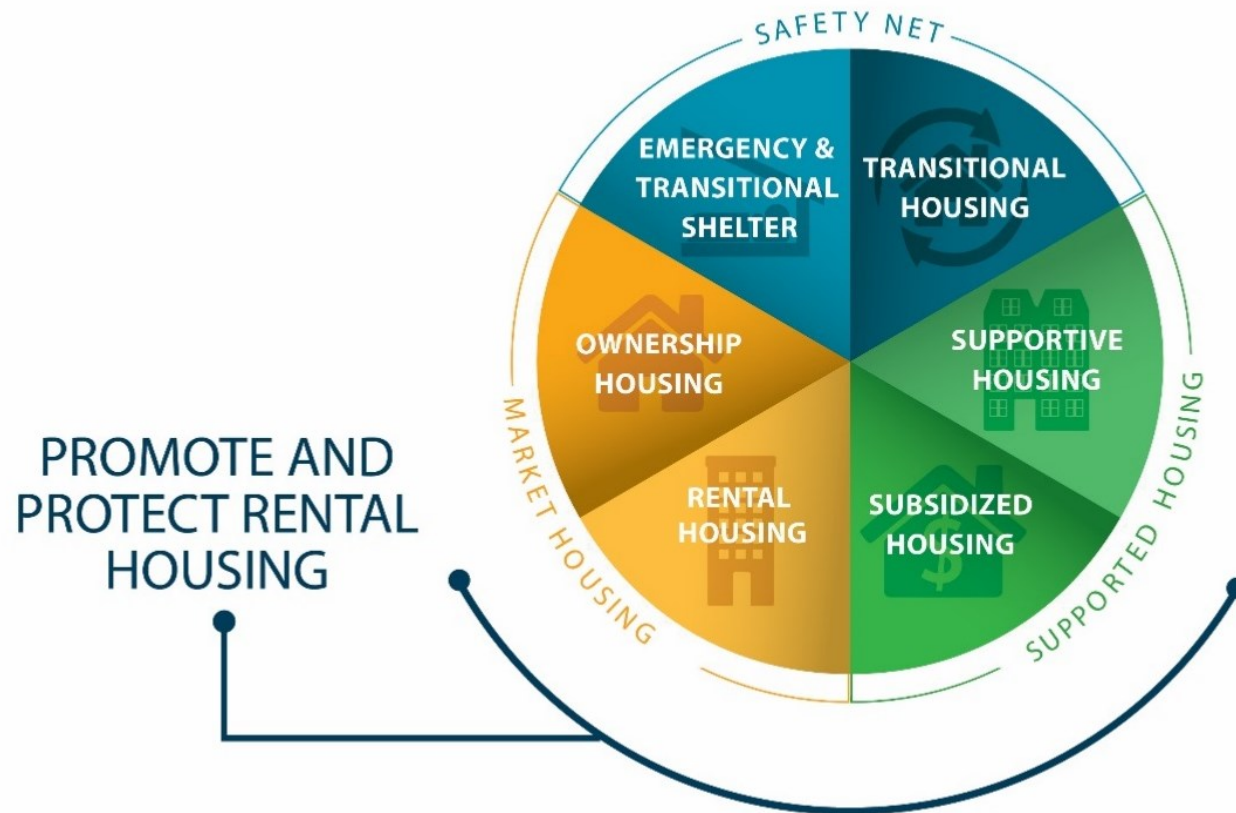 SAFETY NET
EMERGENCY &
TRANSITIONAL
SHELTER
TRANSITIONAL
HOUSING
OWNERSHIP
HOUSING
SUPPORTIVE
HOUSING
MARKET HOUSING
RENTAL
HOUSING
SUBSIDIZED
HOUSING
$
SUPPORTED HOUSING
PROMOTE AND
PROTECT RENTAL
HOUSING